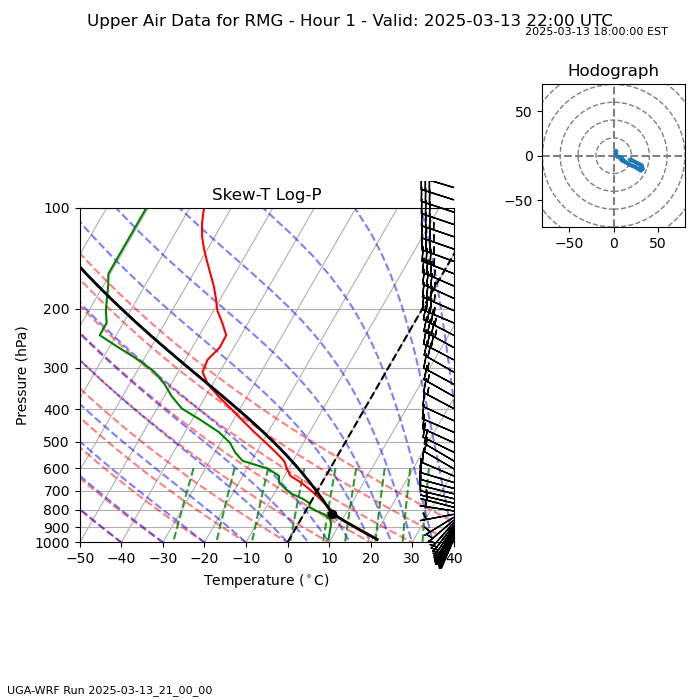 Upper Air Data for RMG - Hour 1 - Valid: 2025-03-13 22:00 UTC
2025-03-13 18:00:00 EST
Hodograph
50
0
−50
−50 0 50
Skew-T Log-P
100
200
300
400
500
600
700
800
900
1000
Pressure (hPa)
−50 −40 −30 −20 −10 0 10 20 30 40
Temperature (°C)
UGA-WRF Run 2025-03-13_21_00_00